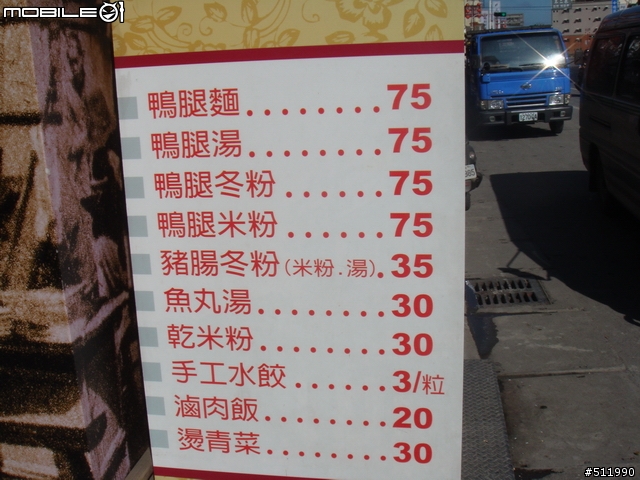 MOBILE01
鴨腿麵........75
鴨腿湯........75
鴨腿冬粉......75
鴨腿米粉......75
豬腸冬粉(米粉.湯).35
魚丸湯........30
乾米粉.......30
手工水餃......3/粒
滷肉飯........20
燙青菜.......30
#511990